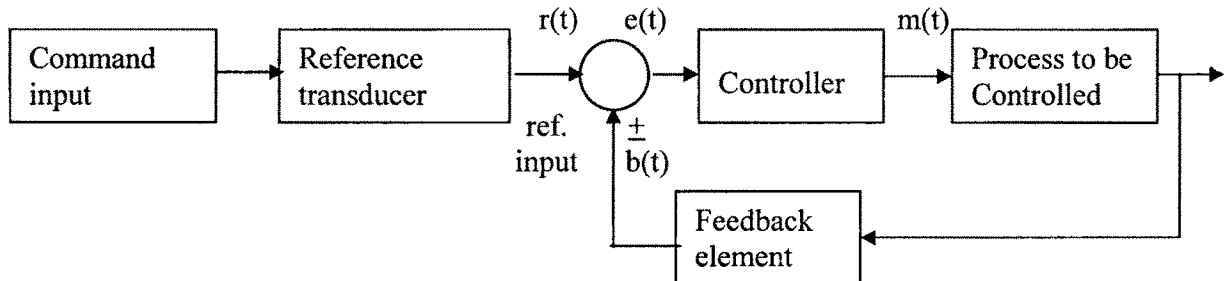 r(t)
e(t)
m(t)
Command
input
Reference
transducer
Controller
Process to be
Controlled
ref.
input
±
b(t)
Feedback
element